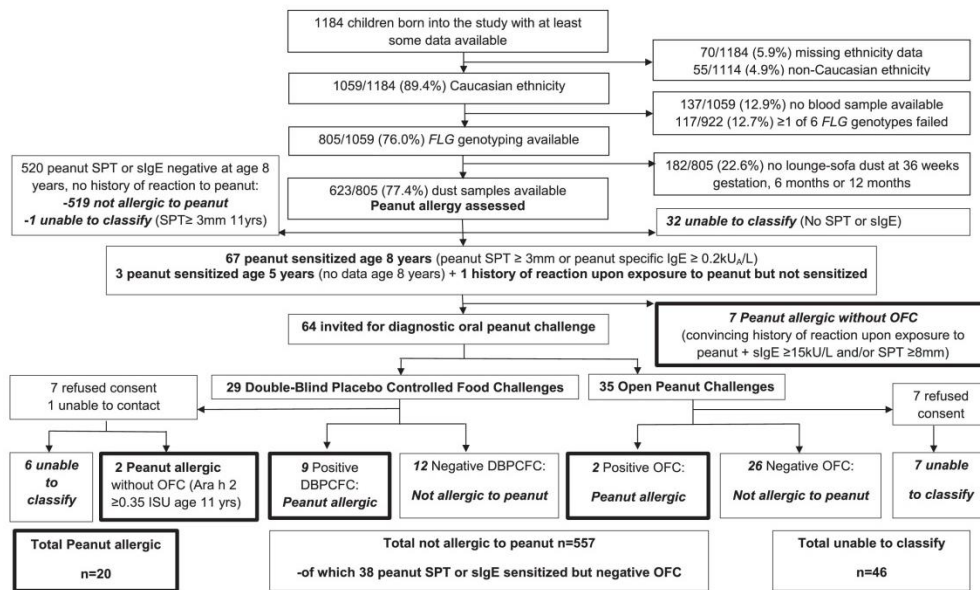 1184 children born into the study with at least
some data available
70/1184 (5.9%) missing ethnicity data
55/1114 (4.9%) non-Caucasian ethnicity
1059/1184 (89.4%) Caucasian ethnicity
137/1059 (12.9%) no blood sample available
117/922 (12.7%) ≥1 of 6 FLG genotypes failed
805/1059 (76.0%) FLG genotyping available
520 peanut SPT or sIgE negative at age 8
years, no history of reaction to peanut:
-519 not allergic to peanut
-1 unable to classify (SPT≥ 3mm 11yrs)
182/805 (22.6%) no lounge-sofa dust at 36 weeks
gestation, 6 months or 12 months
623/805 (77.4%) dust samples available
Peanut allergy assessed
32 unable to classify (No SPT or sIgE)
67 peanut sensitized age 8 years (peanut SPT ≥ 3mm or peanut specific IgE ≥ 0.2kUA/L)
3 peanut sensitized age 5 years (no data age 8 years) + 1 history of reaction upon exposure to peanut but not sensitized
7 Peanut allergic without OFC
(convincing history of reaction upon exposure to
peanut + sIgE ≥15kU/L and/or SPT ≥8mm)
64 invited for diagnostic oral peanut challenge
7 refused consent
1 unable to contact
29 Double-Blind Placebo Controlled Food Challenges
35 Open Peanut Challenges
7 refused
consent
6 unable
to
classify
2 Peanut allergic
without OFC (Ara h 2
≥0.35 ISU age 11 yrs)
9 Positive
DBPCFC:
Peanut allergic
12 Negative DBPCFC:
Not allergic to peanut
2 Positive OFC:
Peanut allergic
26 Negative OFC:
Not allergic to peanut
7 unable
to classify
Total Peanut allergic
n=20
Total not allergic to peanut n=557
-of which 38 peanut SPT or sIgE sensitized but negative OFC
Total unable to classify
n=46